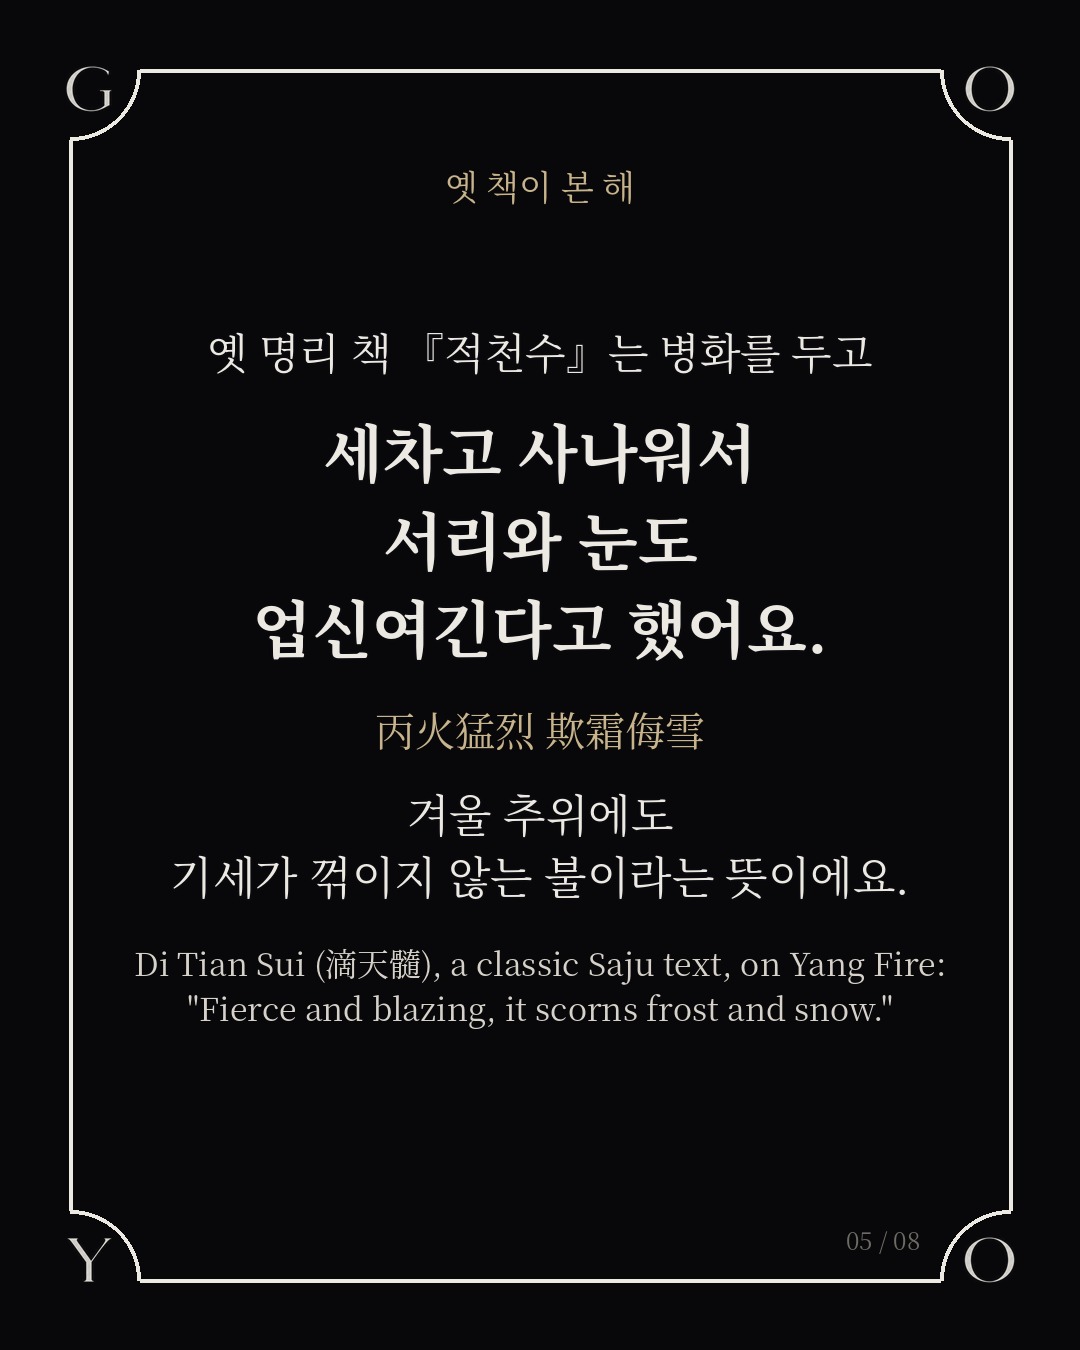 G O
옛 책이 본 해
옛 명리 책 『적천수』는 병화를 두고
세차고 사나워서
서리와 눈도
업신여긴다고 했어요.
丙火猛烈 欺霜侮雪
겨울 추위에도
기세가 꺾이지 않는 불이라는 뜻이에요.
Di Tian Sui (滴天髓), a classic Saju text, on Yang Fire:
"Fierce and blazing, it scorns frost and snow."
05 / 08
Y O